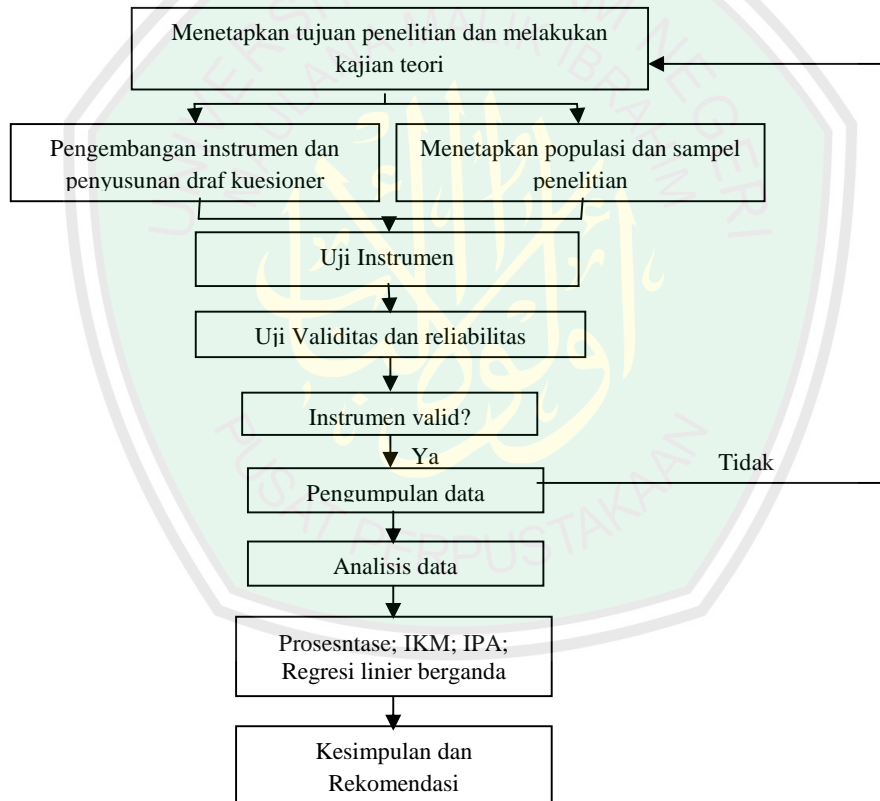 Menetapkan tujuan penelitian dan melakukan
kajian teori
Pengembangan instrumen dan
penyusunan draf kuesioner
Menetapkan populasi dan sampel
penelitian
Uji Instrumen
Uji Validitas dan reliabilitas
Instrumen valid?
Ya
Tidak
Pengumpulan data
Analisis data
Prosesntase; IKM; IPA;
Regresi linier berganda
Kesimpulan dan
Rekomendasi
PUSAT PERPUSTAKAAN